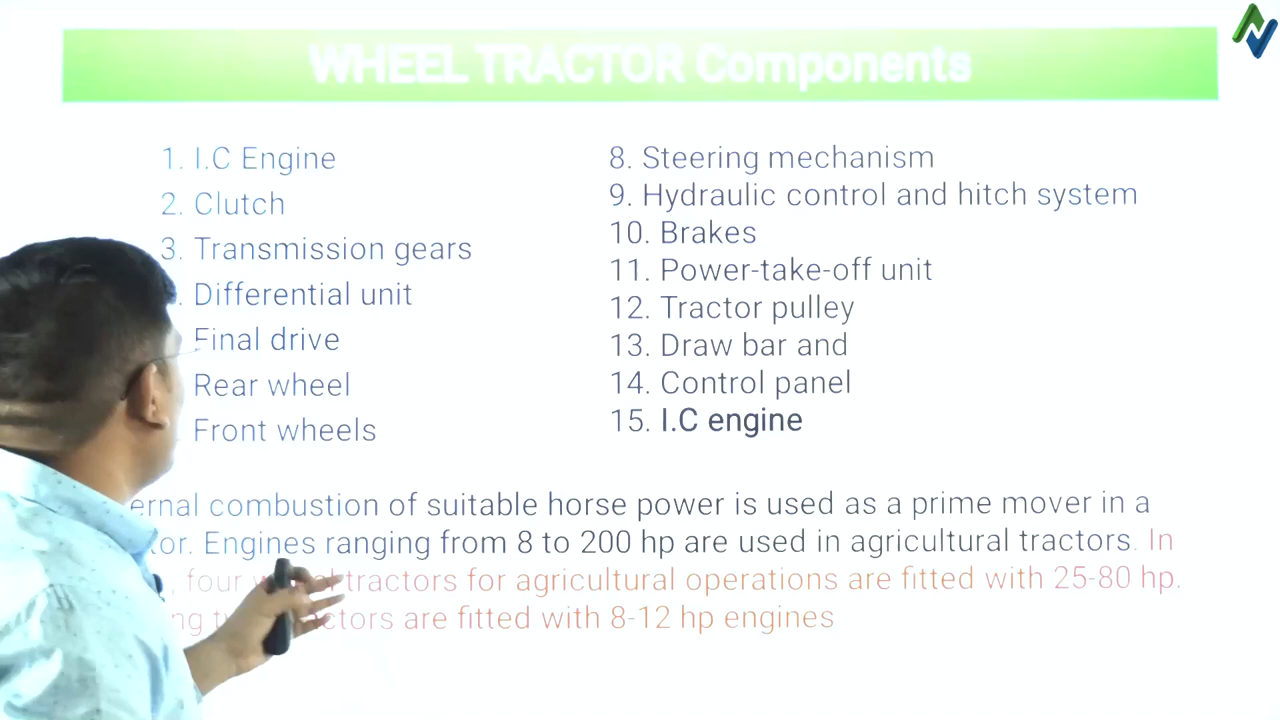 WHEEL TRACTOR Components
1. I.C Engine
2. Clutch
3. Transmission gears
Differential unit
Final drive
Rear wheel
Front wheels
8. Steering mechanism
9. Hydraulic control and hitch system
10. Brakes
11. Power-take-off unit
12. Tractor pulley
13. Draw bar and
14. Control panel
15. I.C engine
combustion of suitable horse power is used as a prime mover in a
Engines ranging from 8 to 200 hp are used in agricultural tractors. In
four tractors for agricultural operations are fitted with 25-80 hp.
are fitted with 8-12 hp engines